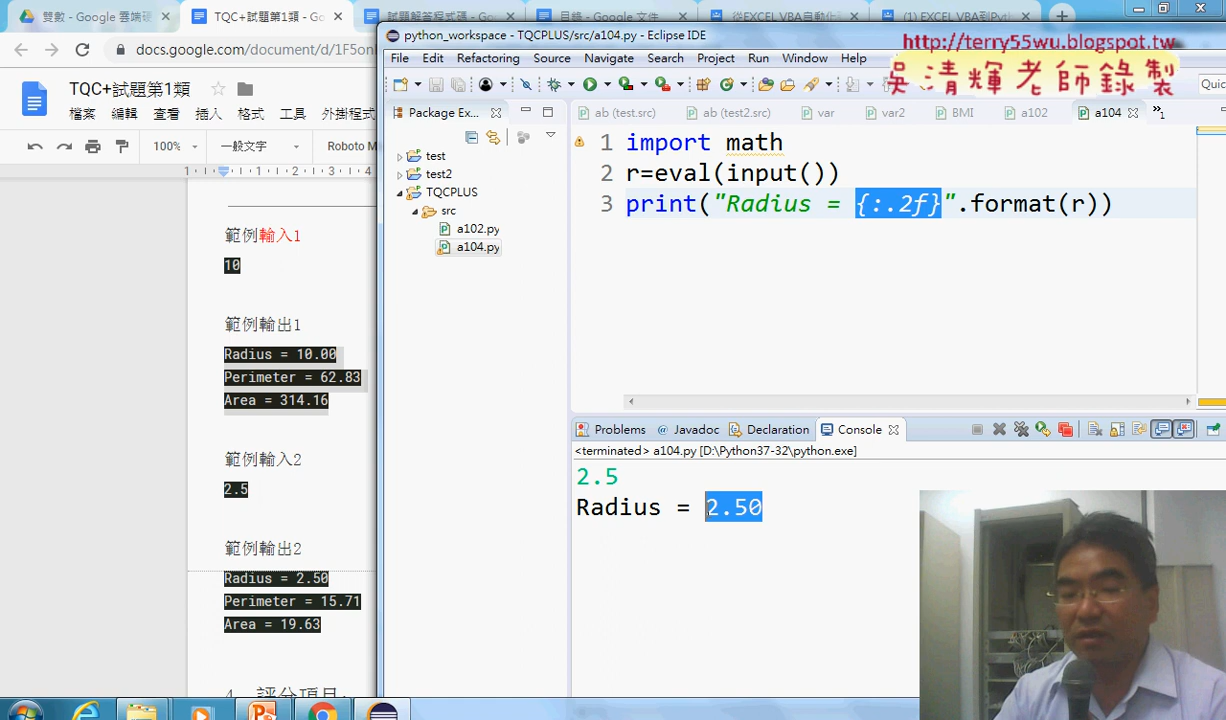 雙數 - Google 雲端硬
TQC+試題第1類 - Go
試題解答程式碼 - Go
目錄 - Google 文件
從EXCEL VBA自動化
(1) EXCEL VBA到Pyt
docs.google.com/document/d/1F5onl
TQC+試題第1類
檔案 編輯 查看 插入 格式 工具 外掛程式
100% 一般文字 Roboto M
1 1 2 3 4
範例輸入1
10
範例輸出1
Radius = 10.00
Perimeter = 62.83
Area = 314.16
範例輸入2
2.5
範例輸出2
Radius = 2.50
Perimeter = 15.71
Area = 19.63
4. 評分項目:
python_workspace - TQCPLUS/src/a104.py - Eclipse IDE
http://terry55wu.blogspot.tw
吳清輝老師錄製
File Edit Refactoring Source Navigate Search Project Run Window Help
Quic
Package Ex...
test
test2
TQCPLUS
src
a102.py
a104.py
ab (test.src) ab (test2.src) var var2 BMI a102 a104 »1
1 import math
2 r=eval(input())
3 print("Radius = {:.2f}".format(r))
Problems @ Javadoc Declaration Console
<terminated> a104.py [D:\Python37-32\python.exe]
2.5
Radius = 2.50